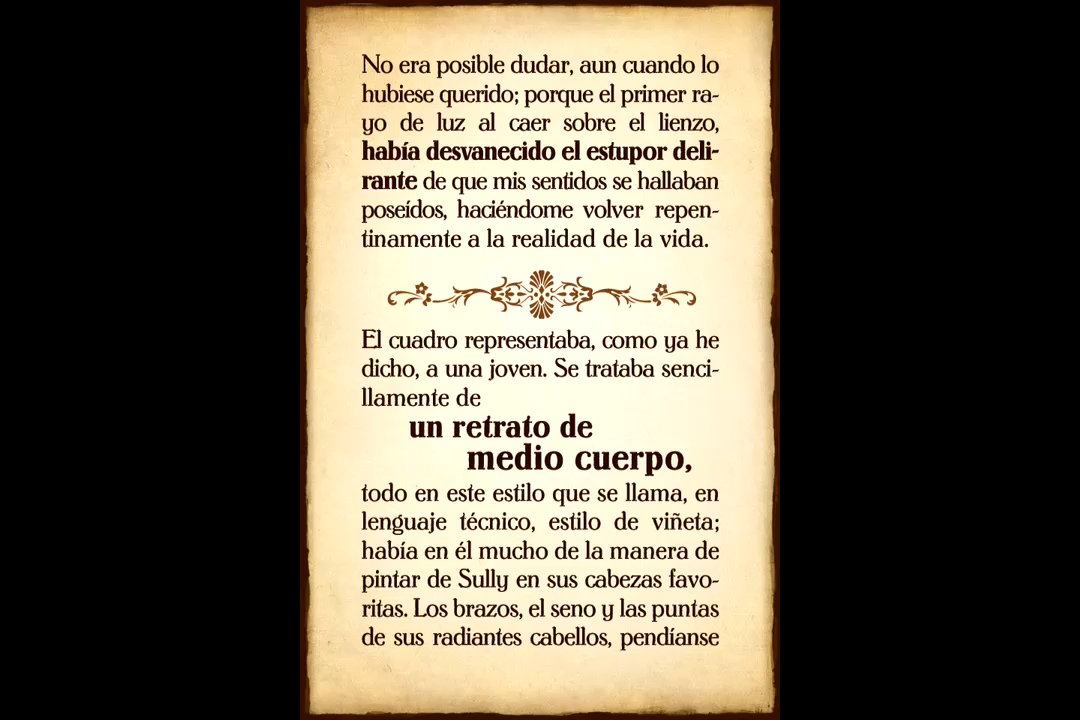 No era posible dudar, aun cuando lo
hubiese querido; porque el primer ra-
yo de luz al caer sobre el lienzo,
había desvanecido el estupor deli-
rante de que mis sentidos se hallaban
poseídos, haciéndome volver repen-
tinamente a la realidad de la vida.
El cuadro representaba, como ya he
dicho, a una joven. Se trataba senci-
llamente de
un retrato de
medio cuerpo,
todo en este estilo que se llama, en
lenguaje técnico, estilo de viñeta;
había en él mucho de la manera de
pintar de Sully en sus cabezas favo-
ritas. Los brazos, el seno y las puntas
de sus radiantes cabellos, pendíanse